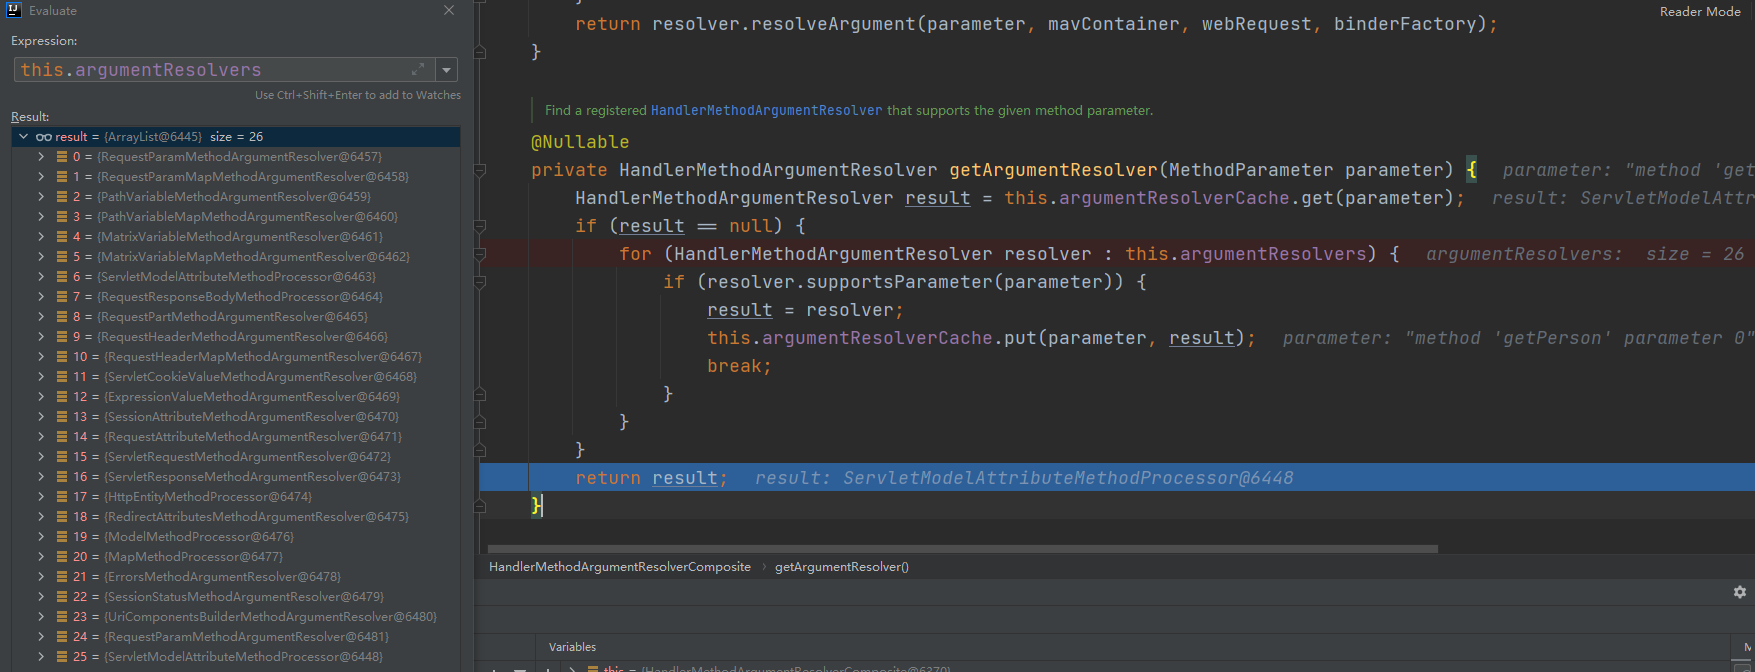 Evaluate
Expression:
this.argumentResolvers
Use Ctrl+Shift+Enter to add to Watches
Result:
result = {ArrayList@6445} size = 26
0 = {RequestParamMethodArgumentResolver@6457}
1 = {RequestParamMapMethodArgumentResolver@6458}
2 = {PathVariableMethodArgumentResolver@6459}
3 = {PathVariableMapMethodArgumentResolver@6460}
4 = {MatrixVariableMethodArgumentResolver@6461}
5 = {MatrixVariableMapMethodArgumentResolver@6462}
6 = {ServletModelAttributeMethodProcessor@6463}
7 = {RequestResponseBodyMethodProcessor@6464}
8 = {RequestPartMethodArgumentResolver@6465}
9 = {RequestHeaderMethodArgumentResolver@6466}
10 = {RequestHeaderMapMethodArgumentResolver@6467}
11 = {ServletCookieValueMethodArgumentResolver@6468}
12 = {ExpressionValueMethodArgumentResolver@6469}
13 = {SessionAttributeMethodArgumentResolver@6470}
14 = {RequestAttributeMethodArgumentResolver@6471}
15 = {ServletRequestMethodArgumentResolver@6472}
16 = {ServletResponseMethodArgumentResolver@6473}
17 = {HttpEntityMethodProcessor@6474}
18 = {RedirectAttributesMethodArgumentResolver@6475}
19 = {ModelMethodProcessor@6476}
20 = {MapMethodProcessor@6477}
21 = {ErrorsMethodArgumentResolver@6478}
22 = {SessionStatusMethodArgumentResolver@6479}
23 = {UriComponentsBuilderMethodArgumentResolver@6480}
24 = {RequestParamMethodArgumentResolver@6481}
25 = {ServletModelAttributeMethodProcessor@6448}
Reader Mode
return resolver.resolveArgument(parameter, mavContainer, webRequest, binderFactory);
}
Find a registered HandlerMethodArgumentResolver that supports the given method parameter.
@Nullable
private HandlerMethodArgumentResolver getArgumentResolver(MethodParameter parameter) { parameter: "method 'get
HandlerMethodArgumentResolver result = this.argumentResolverCache.get(parameter); result: ServletModelAttr
if (result == null) {
for (HandlerMethodArgumentResolver resolver : this.argumentResolvers) { argumentResolvers: size = 26
if (resolver.supportsParameter(parameter)) {
result = resolver;
this.argumentResolverCache.put(parameter, result); parameter: "method 'getPerson' parameter 0"
break;
}
}
}
return result; result: ServletModelAttributeMethodProcessor@6448
}
HandlerMethodArgumentResolverComposite > getArgumentResolver()
Variables
this = {HandlerMethodArgumentResolverComposite@6370}